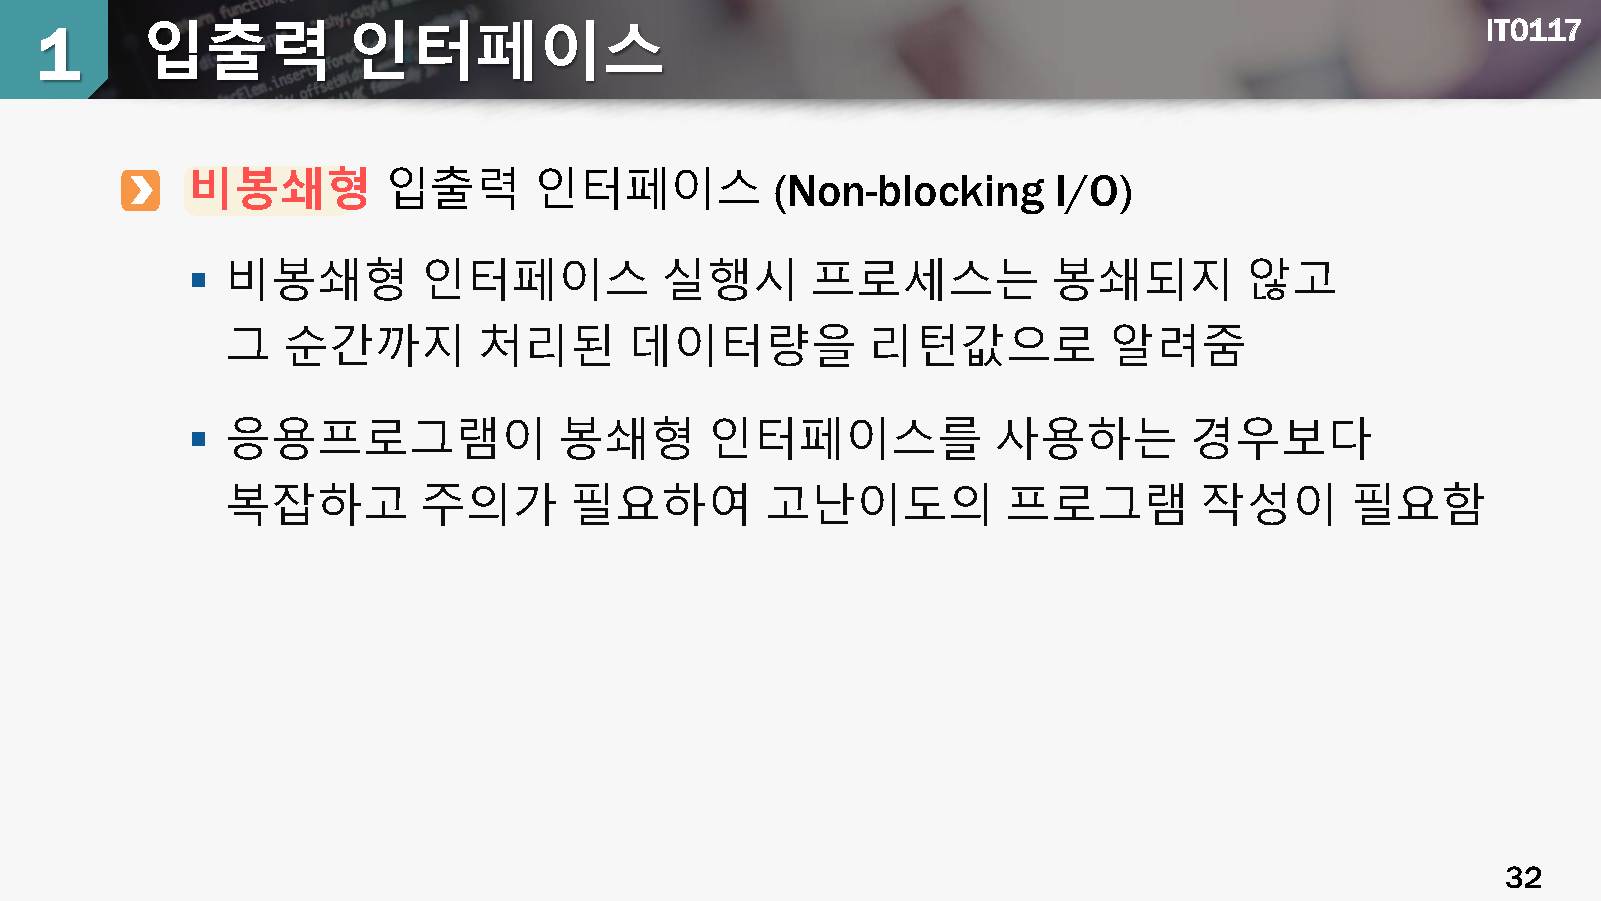 1 입출력 인터페이스
IT0117
비봉쇄형 입출력 인터페이스 (Non-blocking I/O)
▪ 비봉쇄형 인터페이스 실행시 프로세스는 봉쇄되지 않고
그 순간까지 처리된 데이터량을 리턴값으로 알려줌
▪ 응용프로그램이 봉쇄형 인터페이스를 사용하는 경우보다
복잡하고 주의가 필요하여 고난이도의 프로그램 작성이 필요함
32